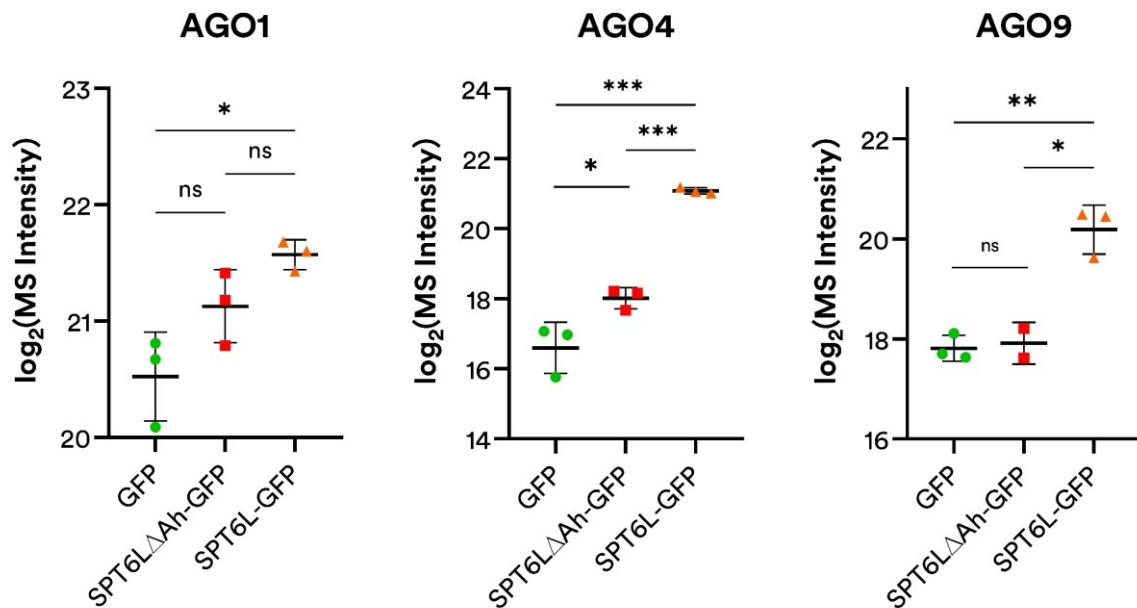 AGO1
log₂(MS Intensity)
23
22
21
20
*
ns
ns
GFP
SPT6L△Ah-GFP
SPT6L-GFP
AGO4
log₂(MS Intensity)
24
22
20
18
16
14
***
***
*
GFP
SPT6L△Ah-GFP
SPT6L-GFP
AGO9
log₂(MS Intensity)
22
20
18
16
**
*
ns
GFP
SPT6L△Ah-GFP
SPT6L-GFP